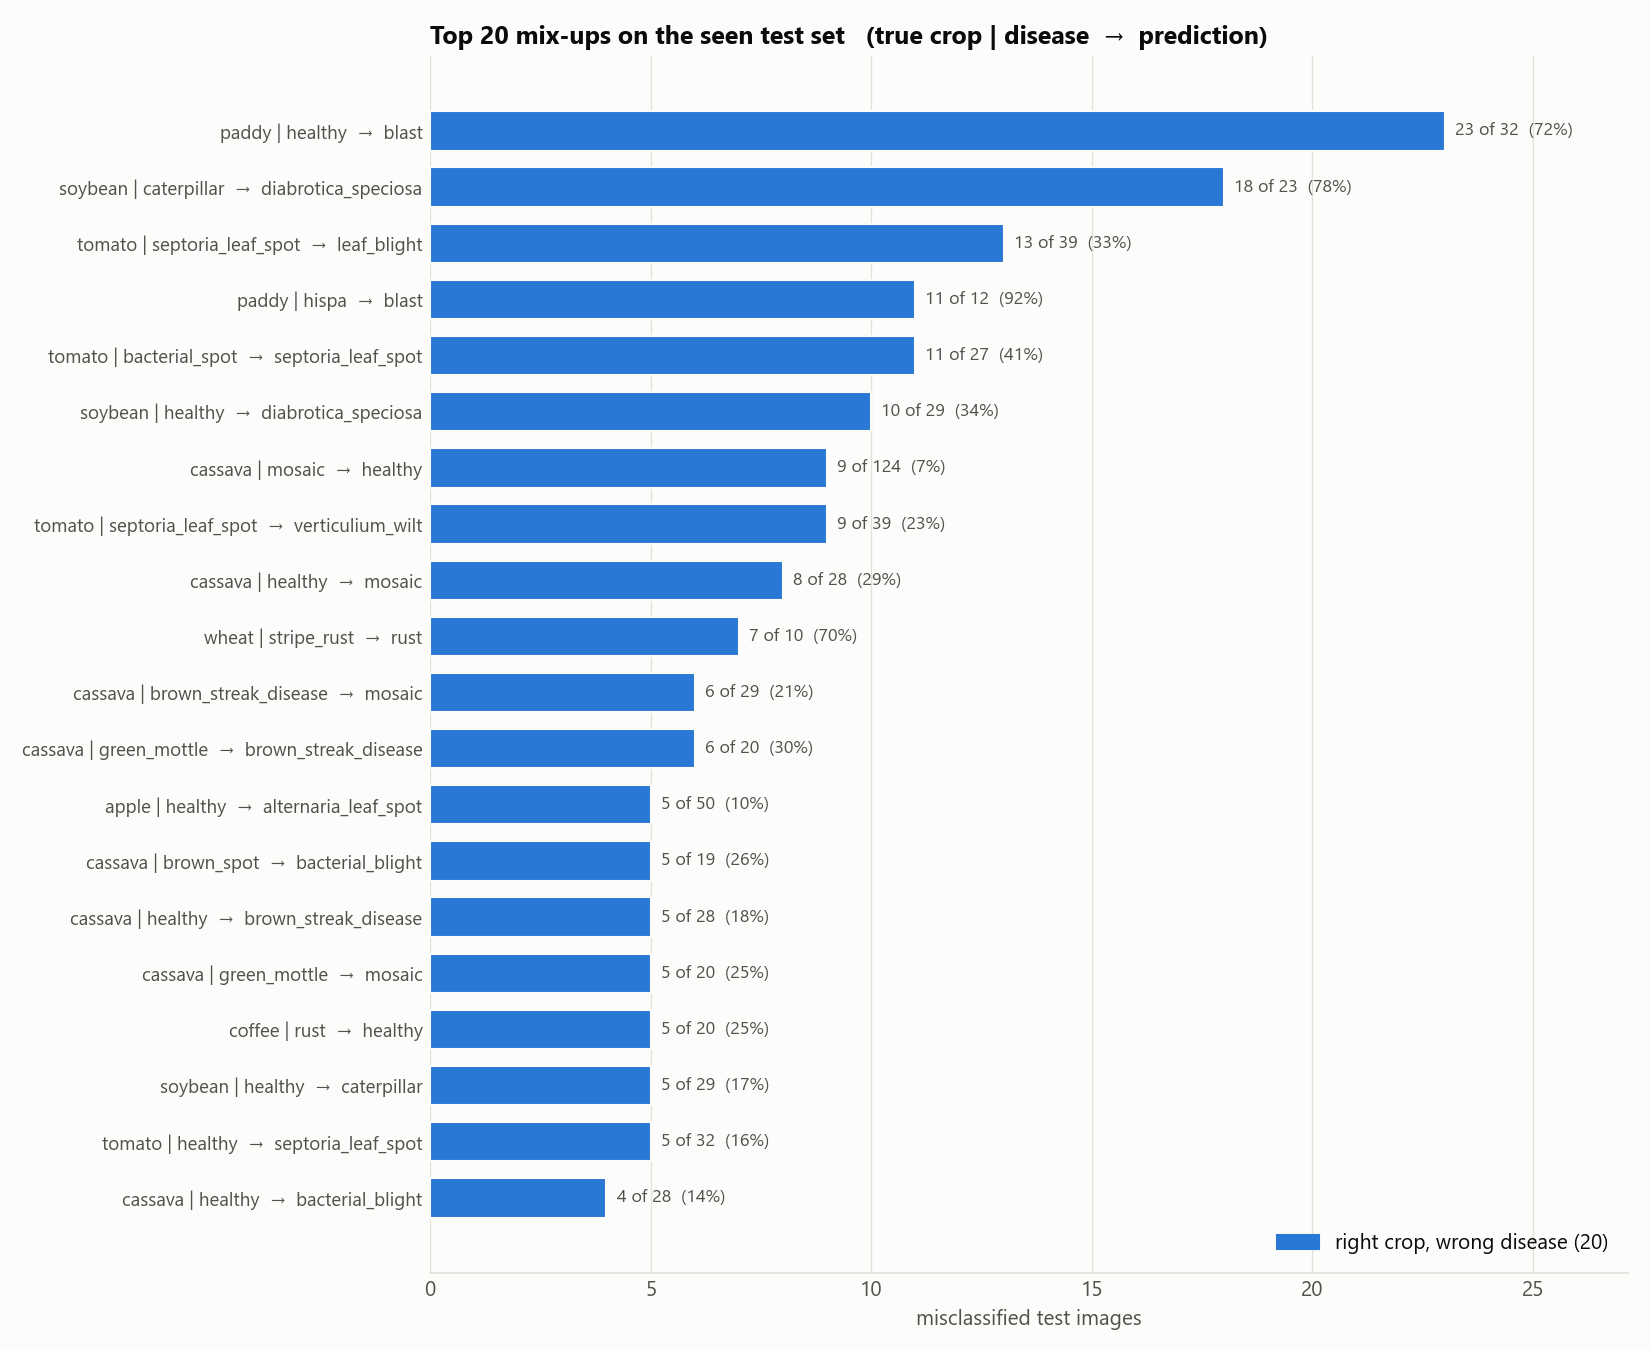 Top 20 mix-ups on the seen test set (true crop | disease → prediction)
paddy | healthy → blast 23 of 32 (72%)
soybean | caterpillar → diabrotica_speciosa 18 of 23 (78%)
tomato | septoria_leaf_spot → leaf_blight 13 of 39 (33%)
paddy | hispa → blast 11 of 12 (92%)
tomato | bacterial_spot → septoria_leaf_spot 11 of 27 (41%)
soybean | healthy → diabrotica_speciosa 10 of 29 (34%)
cassava | mosaic → healthy 9 of 124 (7%)
tomato | septoria_leaf_spot → verticulium_wilt 9 of 39 (23%)
cassava | healthy → mosaic 8 of 28 (29%)
wheat | stripe_rust → rust 7 of 10 (70%)
cassava | brown_streak_disease → mosaic 6 of 29 (21%)
cassava | green_mottle → brown_streak_disease 6 of 20 (30%)
apple | healthy → alternaria_leaf_spot 5 of 50 (10%)
cassava | brown_spot → bacterial_blight 5 of 19 (26%)
cassava | healthy → brown_streak_disease 5 of 28 (18%)
cassava | green_mottle → mosaic 5 of 20 (25%)
coffee | rust → healthy 5 of 20 (25%)
soybean | healthy → caterpillar 5 of 29 (17%)
tomato | healthy → septoria_leaf_spot 5 of 32 (16%)
cassava | healthy → bacterial_blight 4 of 28 (14%)
right crop, wrong disease (20)
0 5 10 15 20 25
misclassified test images